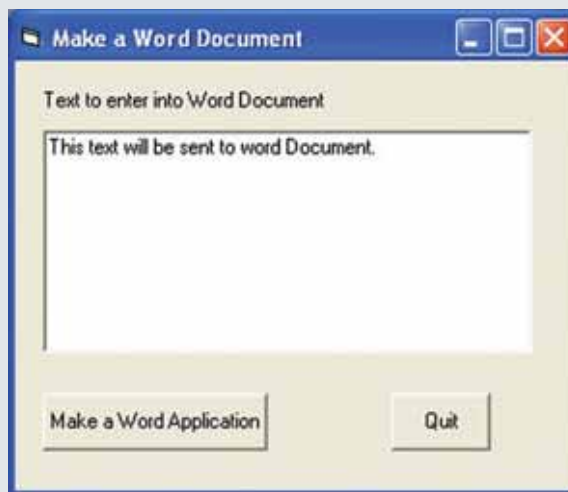 Make a Word Document
Text to enter into Word Document
This text will be sent to word Document.
Make a Word Application
Quit